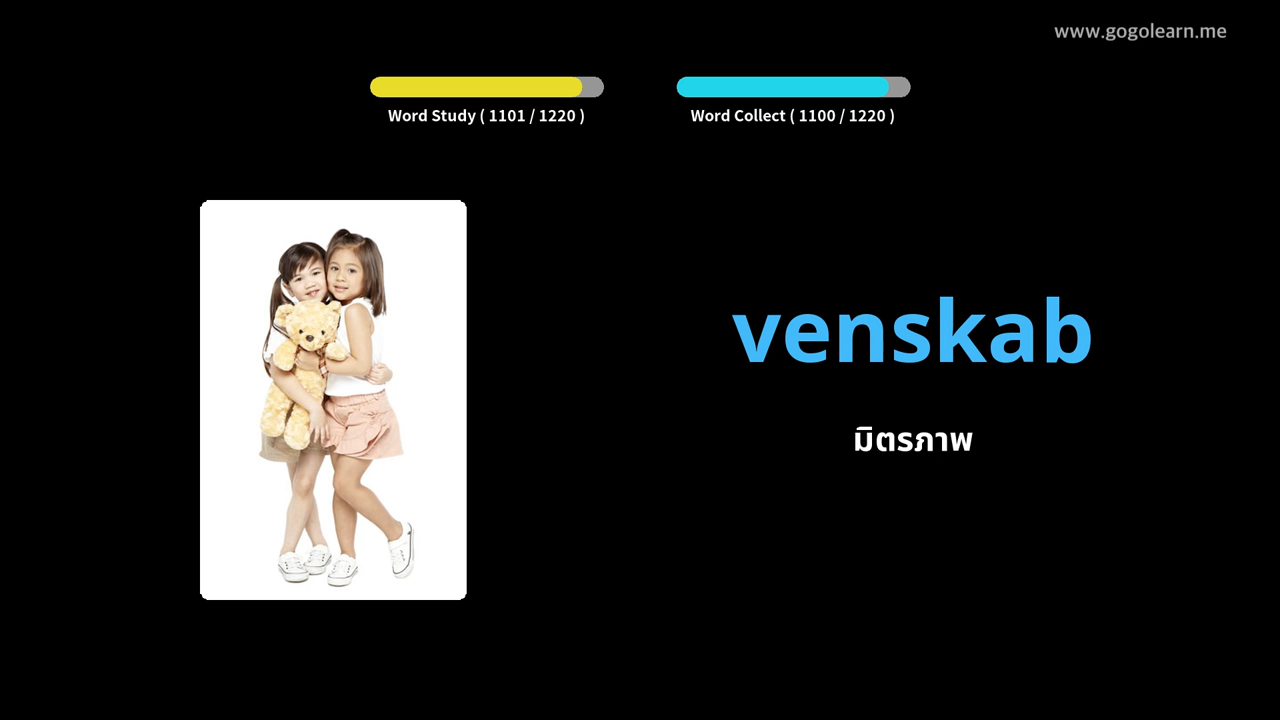 www.gogolearn.me
Word Study ( 1101 / 1220 )
Word Collect ( 1100 / 1220 )
venskab
มิตรภาพ